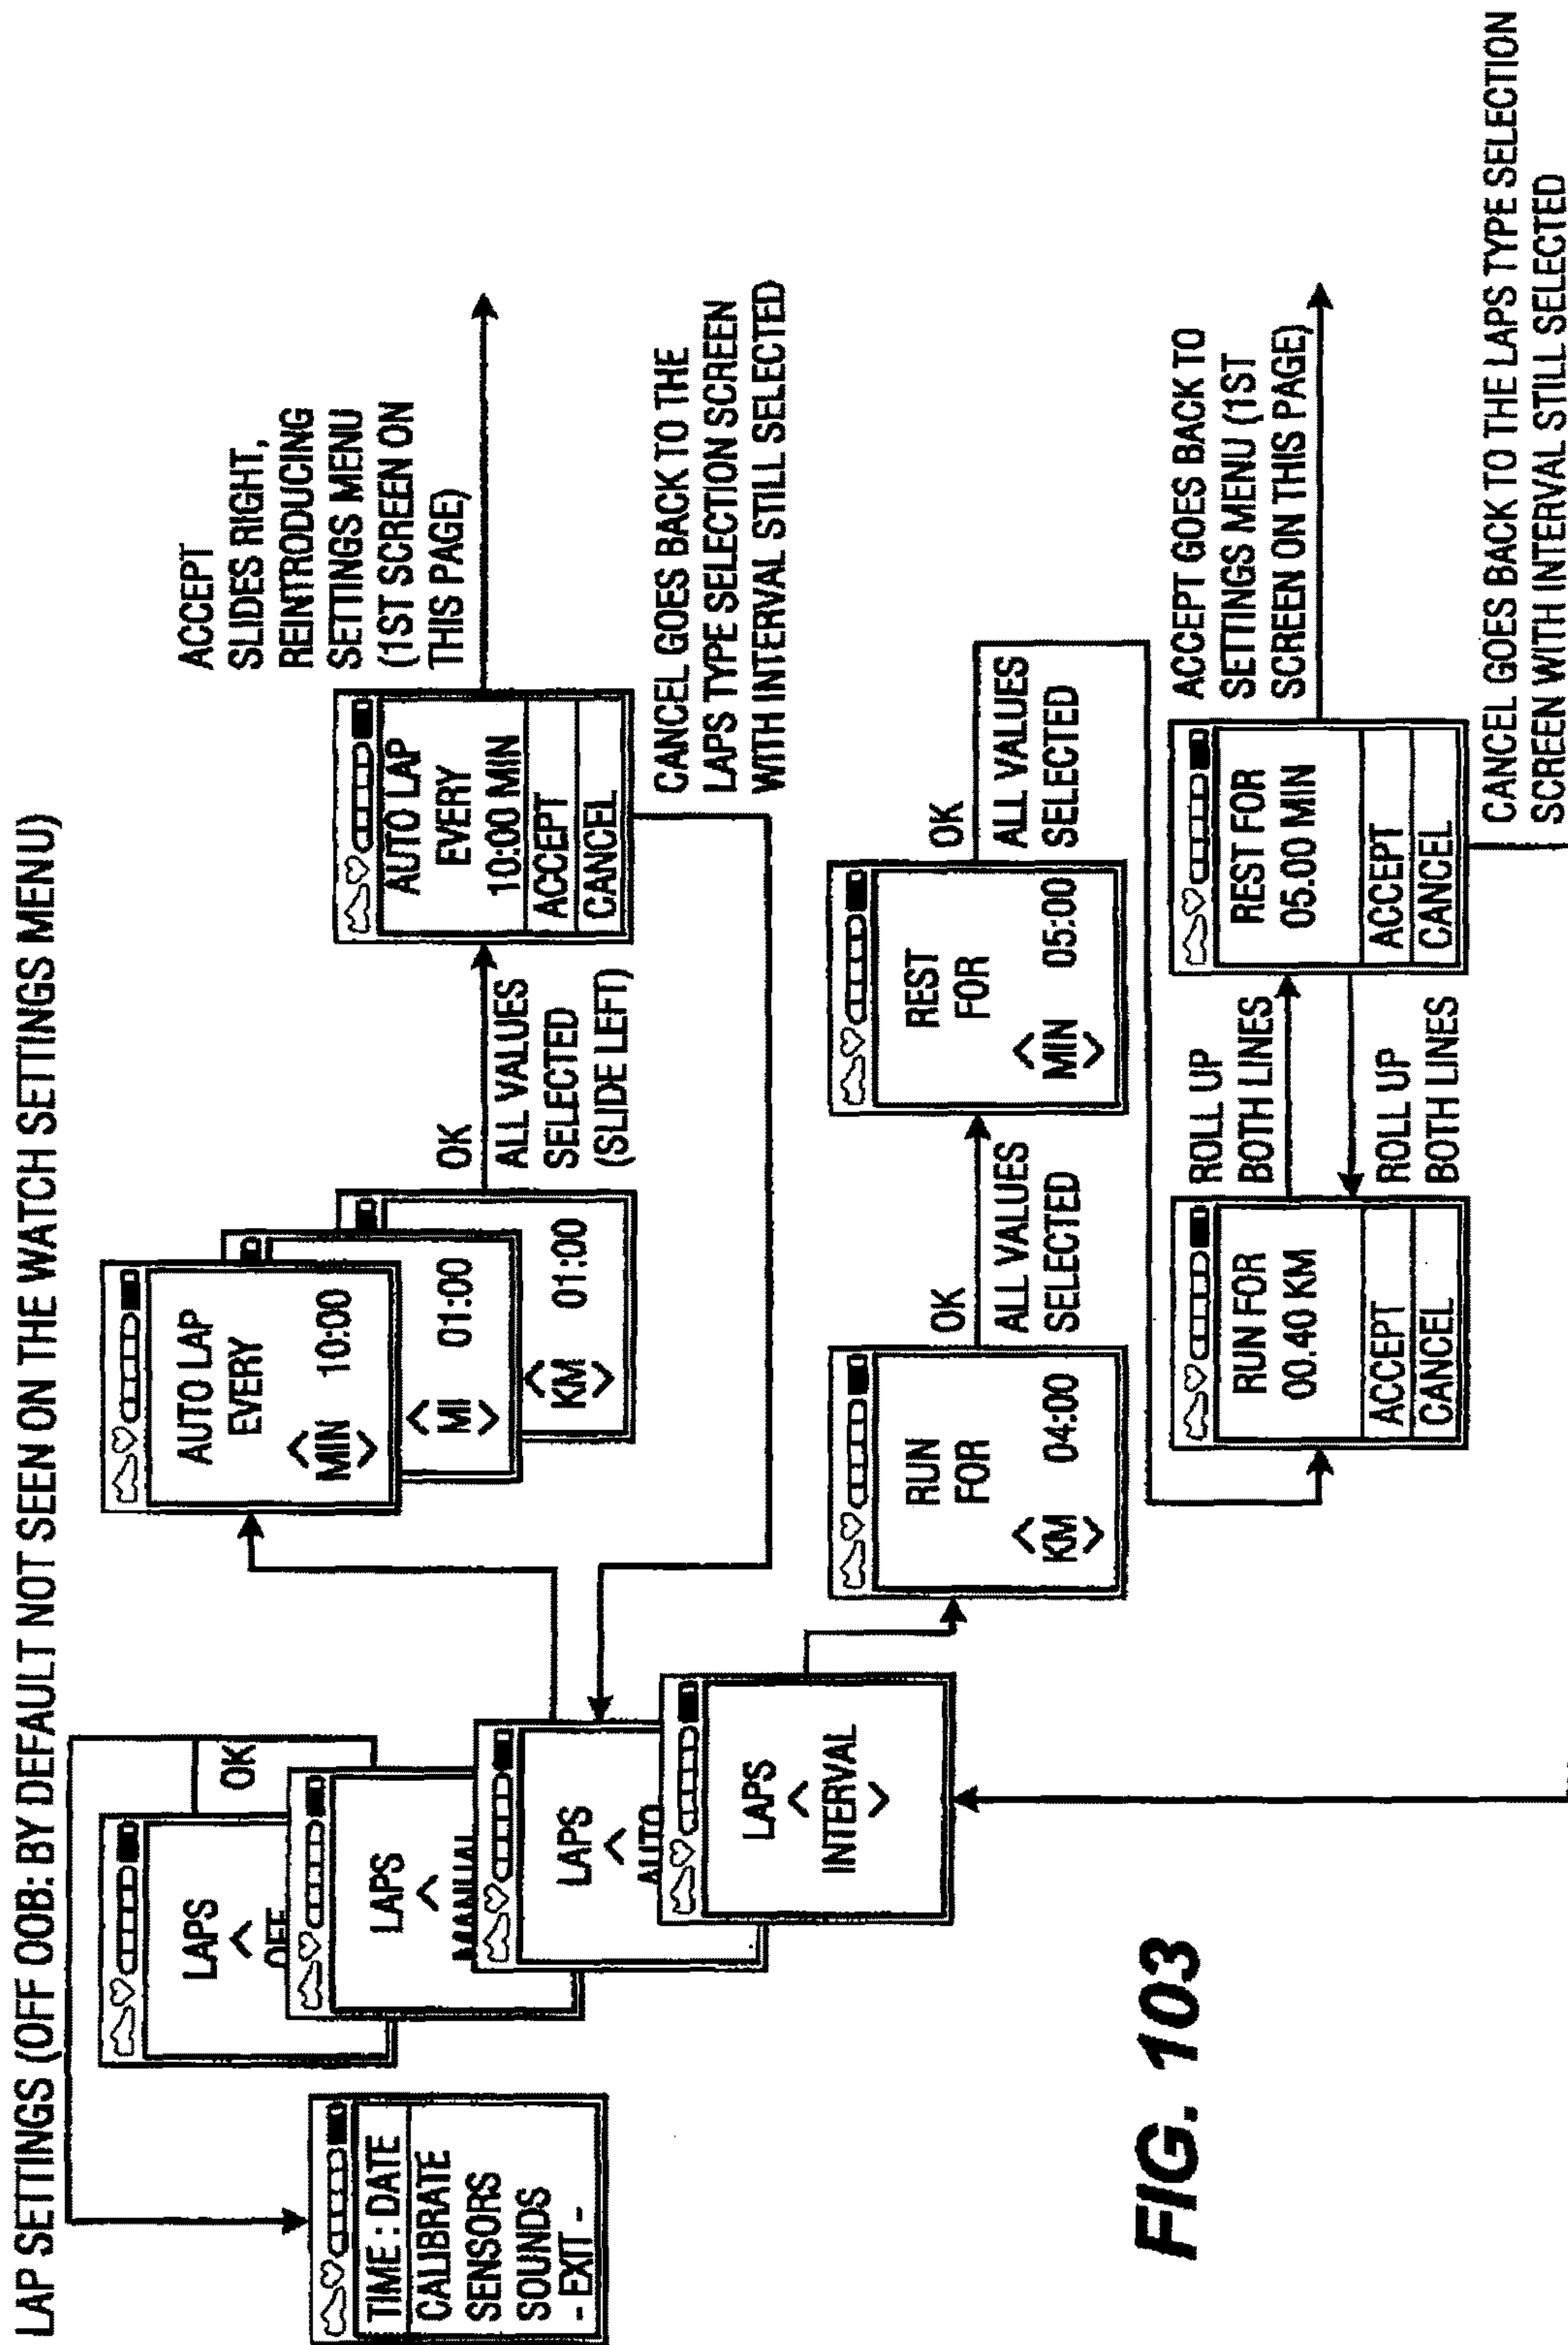 LAP SETTINGS (OFF OOB: BY DEFAULT NOT SEEN ON THE WATCH SETTINGS MENU)
TIME : DATE
CALIBRATE
SENSORS
SOUNDS
- EXIT -
LAPS
<
OFF
OK
LAPS
<
MANUAL
LAPS
<
AUTO
LAPS
<
INTERVAL
>
AUTO LAP
EVERY
<
MIN 10:00
>
<
MI 01:00
>
<
KM 01:00
>
OK
ALL VALUES
SELECTED
(SLIDE LEFT)
AUTO LAP
EVERY
10:00 MIN
ACCEPT
CANCEL
ACCEPT
SLIDES RIGHT,
REINTRODUCING
SETTINGS MENU
(1ST SCREEN ON
THIS PAGE)
CANCEL GOES BACK TO THE
LAPS TYPE SELECTION SCREEN
WITH INTERVAL STILL SELECTED
RUN
FOR
<
KM 04:00
>
OK
ALL VALUES
SELECTED
REST
FOR
<
MIN 05:00
>
OK
ALL VALUES
SELECTED
RUN FOR
00.40 KM
ACCEPT
CANCEL
ROLL UP
BOTH LINES
ROLL UP
BOTH LINES
REST FOR
05.00 MIN
ACCEPT
CANCEL
ACCEPT GOES BACK TO
SETTINGS MENU (1ST
SCREEN ON THIS PAGE)
CANCEL GOES BACK TO THE LAPS TYPE SELECTION
SCREEN WITH INTERVAL STILL SELECTED
FIG. 103